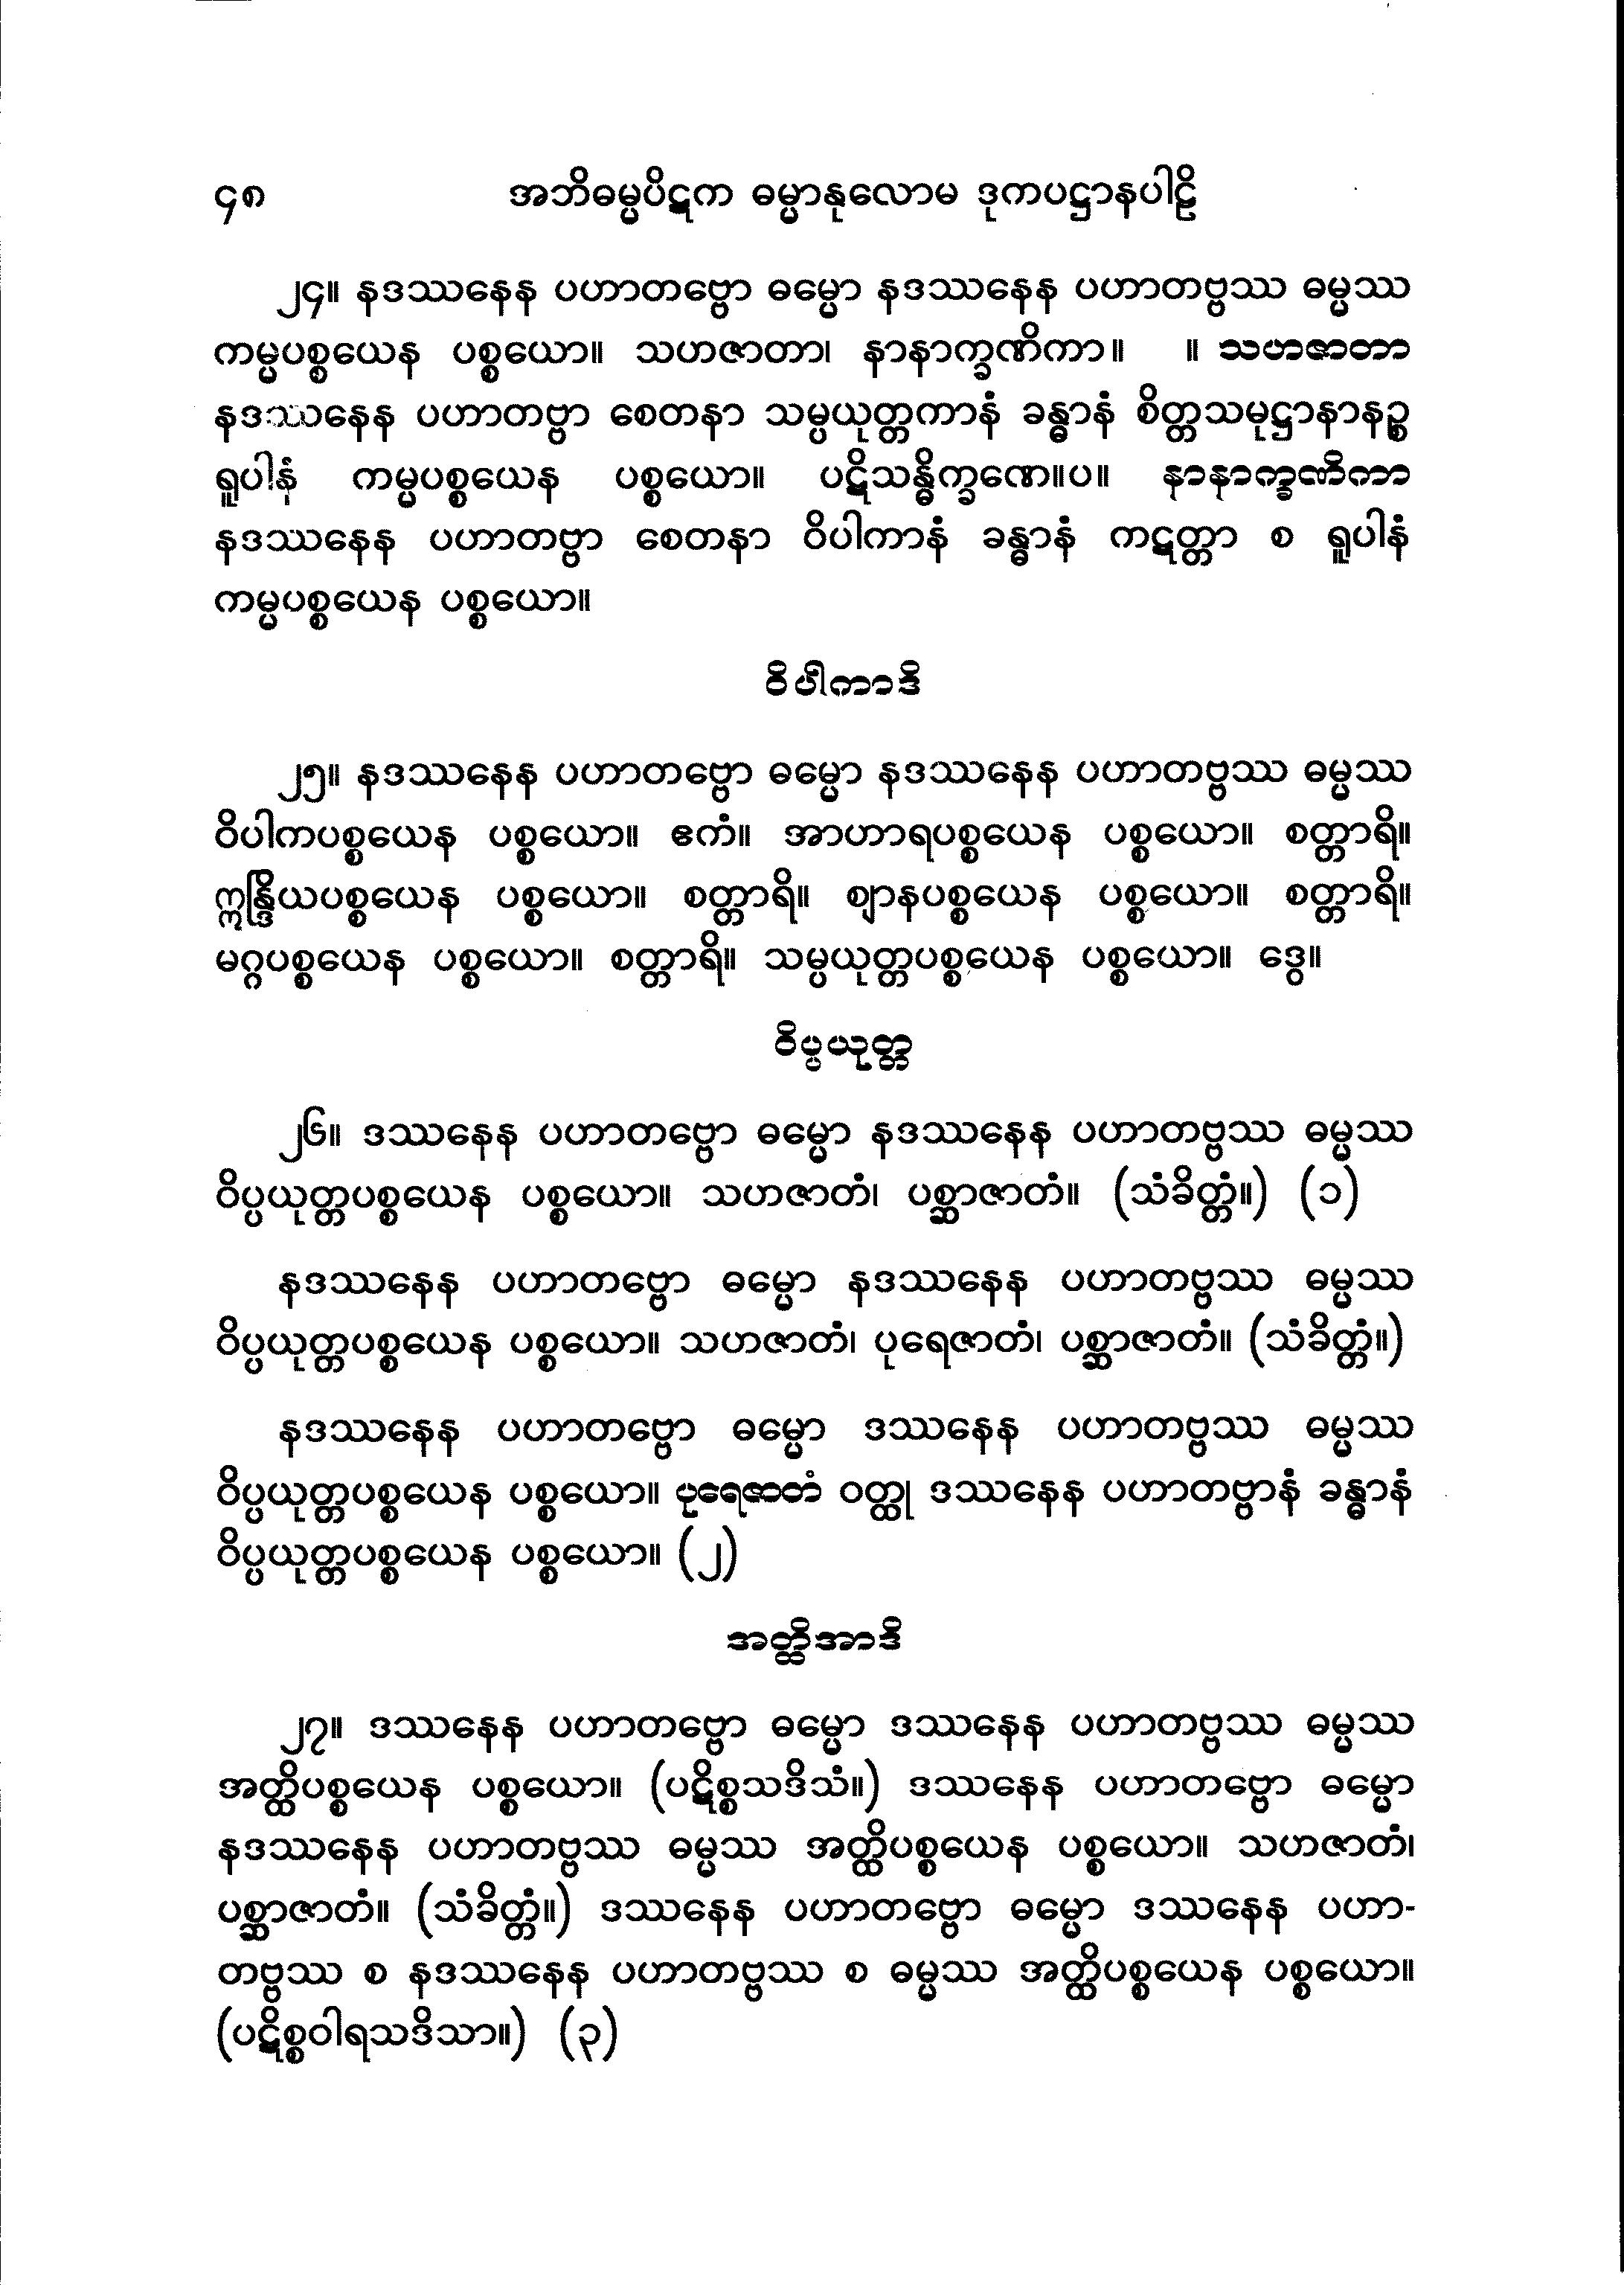 ၄၈ အဘိဓမ္မပိဋက ဓမ္မာနုလောမ ဒုကပဋ္ဌာနပါဠိ
၂၄။ နဒဿနေန ပဟာတဗ္ဗော ဓမ္မော နဒဿနေန ပဟာတဗ္ဗဿ ဓမ္မဿ
ကမ္မပစ္စယေန ပစ္စယော။ သဟဇာတာ၊ နာနာက္ခဏိကာ။ ။ သဟဇာတာ
နဒဿနေန ပဟာတဗ္ဗာ စေတနာ သမ္ပယုတ္တကာနံ ခန္ဓာနံ စိတ္တသမုဋ္ဌာနာနဉ္စ
ရူပါနံ ကမ္မပစ္စယေန ပစ္စယော။ ပဋိသန္ဓိက္ခဏေ။ပ။ နာနာက္ခဏိကာ
နဒဿနေန ပဟာတဗ္ဗာ စေတနာ ဝိပါကာနံ ခန္ဓာနံ ကဋတ္တာ စ ရူပါနံ
ကမ္မပစ္စယေန ပစ္စယော။
ဝိပါကာဒိ
၂၅။ နဒဿနေန ပဟာတဗ္ဗော ဓမ္မော နဒဿနေန ပဟာတဗ္ဗဿ ဓမ္မဿ
ဝိပါကပစ္စယေန ပစ္စယော။ ဧကံ။ အာဟာရပစ္စယေန ပစ္စယော။ စတ္တာရိ။
ဣန္ဒြိယပစ္စယေန ပစ္စယော။ စတ္တာရိ။ ဈာနပစ္စယေန ပစ္စယော။ စတ္တာရိ။
မဂ္ဂပစ္စယေန ပစ္စယော။ စတ္တာရိ။ သမ္ပယုတ္တပစ္စယေန ပစ္စယော။ ဒွေ။
ဝိပ္ပယုတ္တ
၂၆။ ဒဿနေန ပဟာတဗ္ဗော ဓမ္မော နဒဿနေန ပဟာတဗ္ဗဿ ဓမ္မဿ
ဝိပ္ပယုတ္တပစ္စယေန ပစ္စယော။ သဟဇာတံ၊ ပစ္ဆာဇာတံ။ (သံခိတ္တံ။) (၁)
နဒဿနေန ပဟာတဗ္ဗော ဓမ္မော နဒဿနေန ပဟာတဗ္ဗဿ ဓမ္မဿ
ဝိပ္ပယုတ္တပစ္စယေန ပစ္စယော။ သဟဇာတံ၊ ပုရေဇာတံ၊ ပစ္ဆာဇာတံ။ (သံခိတ္တံ။)
နဒဿနေန ပဟာတဗ္ဗော ဓမ္မော ဒဿနေန ပဟာတဗ္ဗဿ ဓမ္မဿ
ဝိပ္ပယုတ္တပစ္စယေန ပစ္စယော။ ပုရေဇာတံ ဝတ္ထု ဒဿနေန ပဟာတဗ္ဗာနံ ခန္ဓာနံ
ဝိပ္ပယုတ္တပစ္စယေန ပစ္စယော။ (၂)
အတ္ထိအာဒိ
၂၇။ ဒဿနေန ပဟာတဗ္ဗော ဓမ္မော ဒဿနေန ပဟာတဗ္ဗဿ ဓမ္မဿ
အတ္ထိပစ္စယေန ပစ္စယော။ (ပဋိစ္စသဒိသံ။) ဒဿနေန ပဟာတဗ္ဗော ဓမ္မော
နဒဿနေန ပဟာတဗ္ဗဿ ဓမ္မဿ အတ္ထိပစ္စယေန ပစ္စယော။ သဟဇာတံ၊
ပစ္ဆာဇာတံ။ (သံခိတ္တံ။) ဒဿနေန ပဟာတဗ္ဗော ဓမ္မော ဒဿနေန ပဟာ-
တဗ္ဗဿ စ နဒဿနေန ပဟာတဗ္ဗဿ စ ဓမ္မဿ အတ္ထိပစ္စယေန ပစ္စယော။
(ပဋိစ္စဝါရသဒိသာ။) (၃)